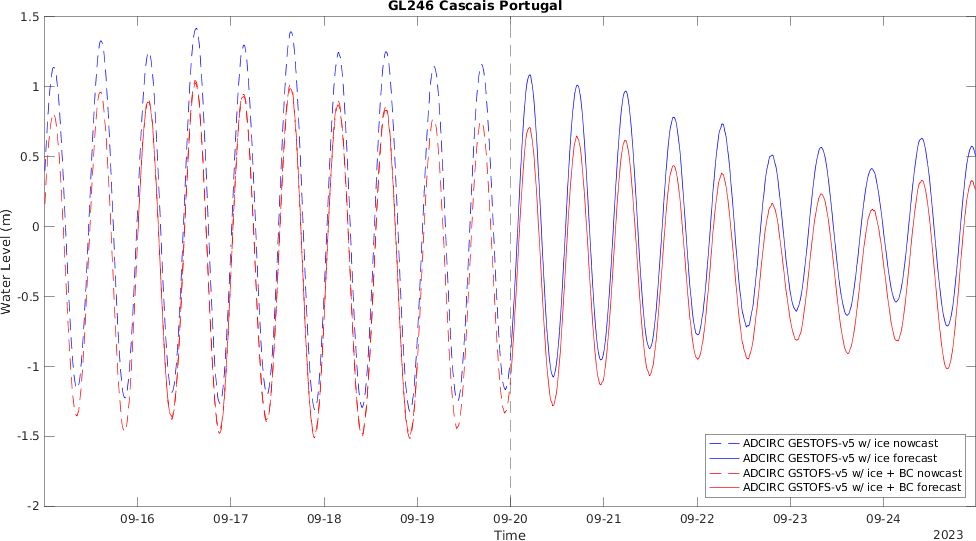 GL246 Cascais Portugal
1.5
1
0.5
0
-0.5
-1
-1.5
-2
Water Level (m)
ADCIRC GESTOFS-v5 w/ ice nowcast
ADCIRC GESTOFS-v5 w/ ice forecast
ADCIRC GSTOFS-v5 w/ ice + BC nowcast
ADCIRC GSTOFS-v5 w/ ice + BC forecast
09-16 09-17 09-18 09-19 09-20 09-21 09-22 09-23 09-24
Time
2023